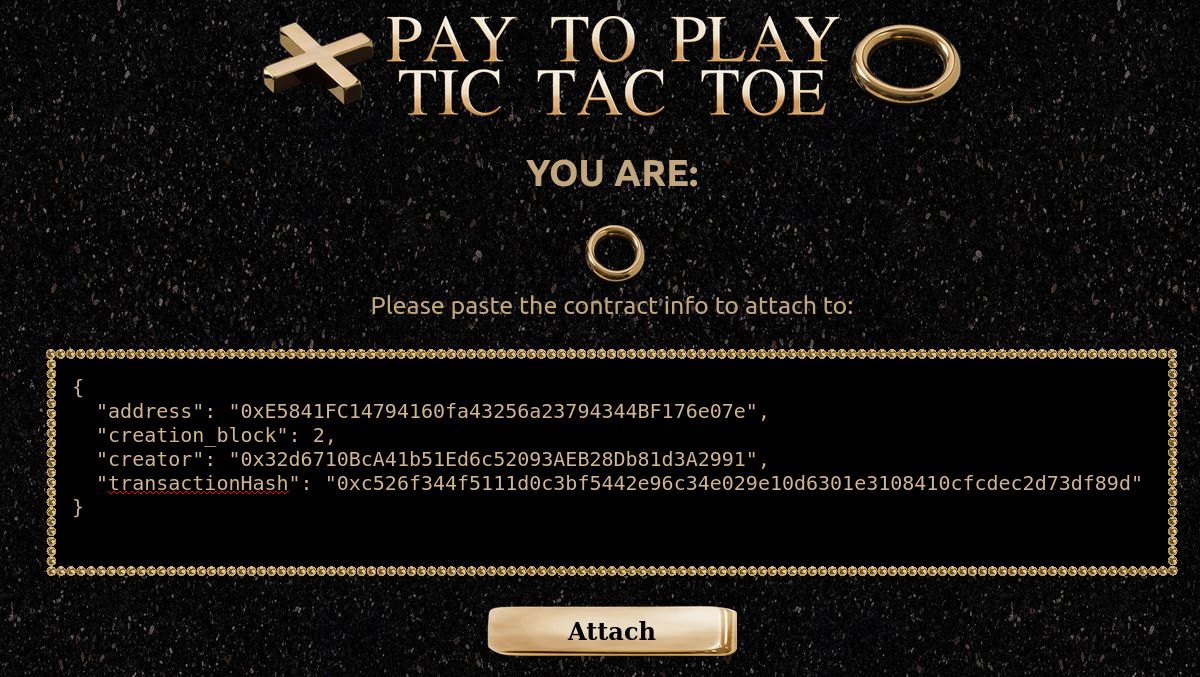 PAY TO PLAY
TIC TAC TOE
YOU ARE:
Please paste the contract info to attach to:
{
"address": "0xE5841FC14794160fa43256a23794344BF176e07e",
"creation_block": 2,
"creator": "0x32d6710BcA41b51Ed6c52093AEB28Db81d3A2991",
"transactionHash": "0xc526f344f5111d0c3bf5442e96c34e029e10d6301e3108410cfcdec2d73df89d"
}
Attach